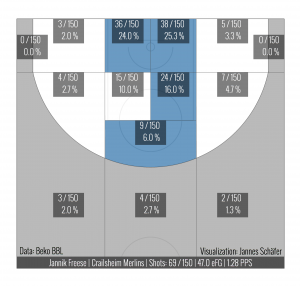 3 / 150
2.0 %
36 / 150
24.0 %
38 / 150
25.3 %
5 / 150
3.3 %
0 / 150
0.0 %
0 / 150
0.0 %
4 / 150
2.7 %
15 / 150
10.0 %
24 / 150
16.0 %
7 / 150
4.7 %
9 / 150
6.0 %
3 / 150
2.0 %
4 / 150
2.7 %
2 / 150
1.3 %
Data: Beko BBL
Visualization: Jannes Schäfer
Jannik Freese | Crailsheim Merlins | Shots: 69 / 150 | 47.0 eFG | 1.28 PPS